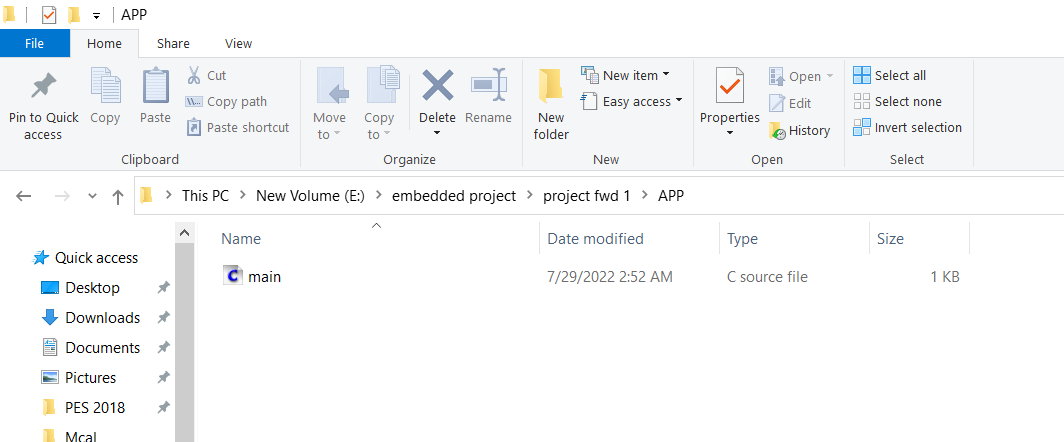 APP
File Home Share View
Pin to Quick access
Copy
Paste
Cut
Copy path
Paste shortcut
Clipboard
Move to
Copy to
Delete
Rename
Organize
New folder
New item
Easy access
New
Properties
Open
Edit
History
Open
Select all
Select none
Invert selection
Select
This PC New Volume (E:) embedded project project fwd 1 APP
Name Date modified Type Size
main 7/29/2022 2:52 AM C source file 1 KB
Quick access
Desktop
Downloads
Documents
Pictures
PES 2018
Mcal